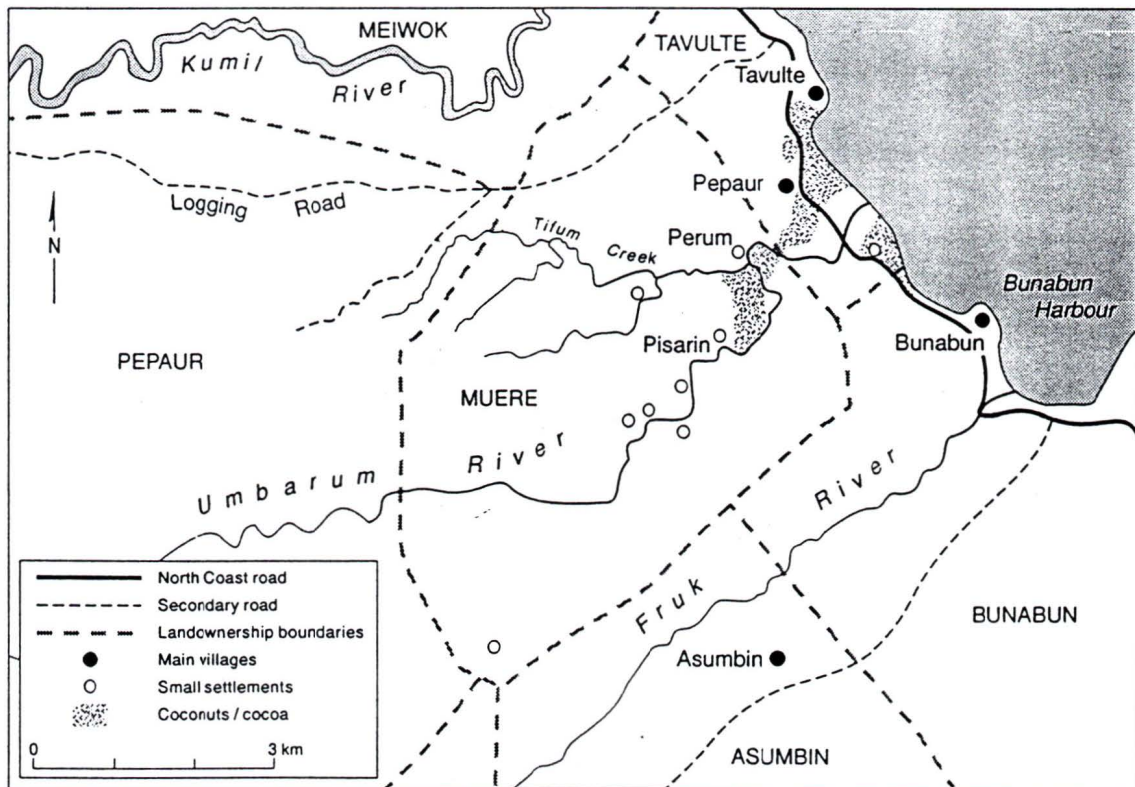 MEIWOK
Kumil
River
TAVULTE
Tavulte
Logging Road
Pepaur
N
Tifum
Creek
Perum
Bunabun
Harbour
Bunabun
PEPAUR
Pisarin
MUERE
Umbarum River
Fruk River
BUNABUN
Asumbin
ASUMBIN
North Coast road
Secondary road
Landownership boundaries
Main villages
Small settlements
Coconuts / cocoa
0 3 km